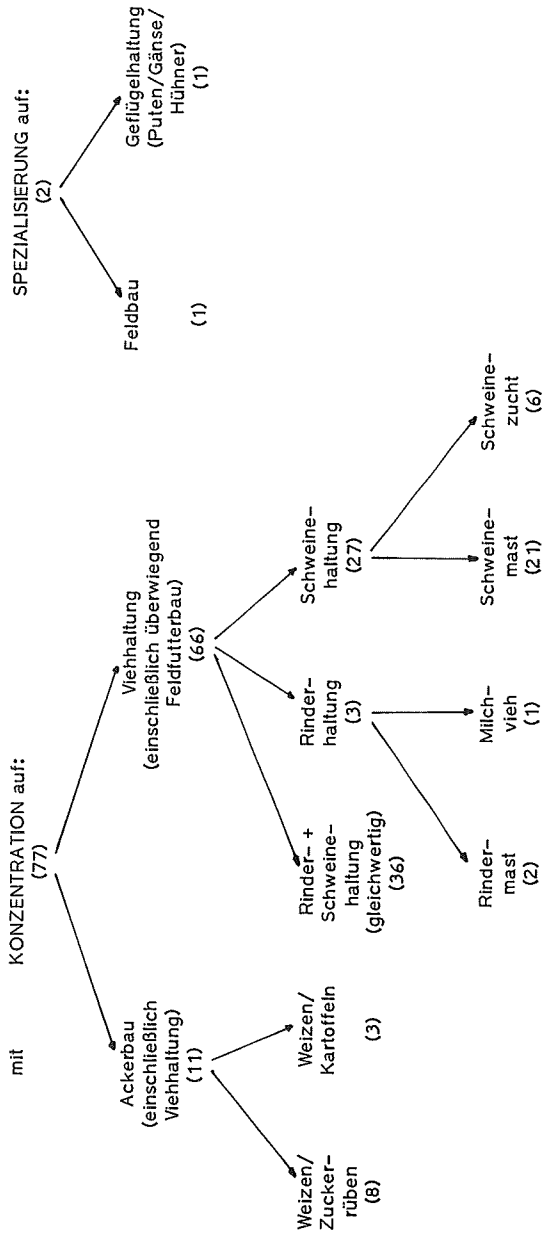 mit
KONZENTRATION auf:
(77)
SPEZIALISIERUNG auf:
(2)
Ackerbau
(einschließlich
Viehhaltung)
(11)
Viehhaltung
(einschließlich überwiegend
Feldfutterbau)
(66)
Feldbau
(1)
Geflügelhaltung
(Puten/Gänse/
Hühner)
(1)
Weizen/
Zucker-
rüben
(8)
Weizen/
Kartoffeln
(3)
Rinder- +
Schweine-
haltung
(gleichwertig)
(36)
Rinder-
haltung
(3)
Schweine-
haltung
(27)
Rinder-
mast
(2)
Milch-
vieh
(1)
Schweine-
mast
(21)
Schweine-
zucht
(6)